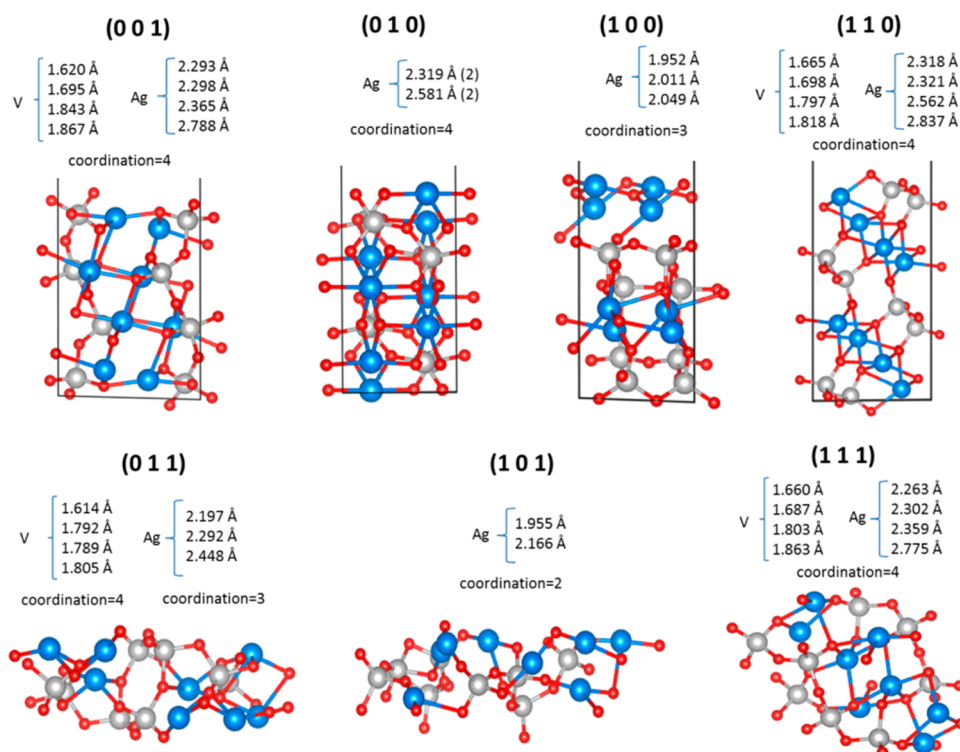 (0 0 1)
V
1.620 Å
1.695 Å
1.843 Å
1.867 Å
Ag
2.293 Å
2.298 Å
2.365 Å
2.788 Å
coordination=4
(0 1 0)
Ag
2.319 Å (2)
2.581 Å (2)
coordination=4
(1 0 0)
Ag
1.952 Å
2.011 Å
2.049 Å
coordination=3
(1 1 0)
V
1.665 Å
1.698 Å
1.797 Å
1.818 Å
Ag
2.318 Å
2.321 Å
2.562 Å
2.837 Å
coordination=4
(0 1 1)
V
1.614 Å
1.792 Å
1.789 Å
1.805 Å
coordination=4
Ag
2.197 Å
2.292 Å
2.448 Å
coordination=3
(1 0 1)
Ag
1.955 Å
2.166 Å
coordination=2
(1 1 1)
V
1.660 Å
1.687 Å
1.803 Å
1.863 Å
Ag
2.263 Å
2.302 Å
2.359 Å
2.775 Å
coordination=4